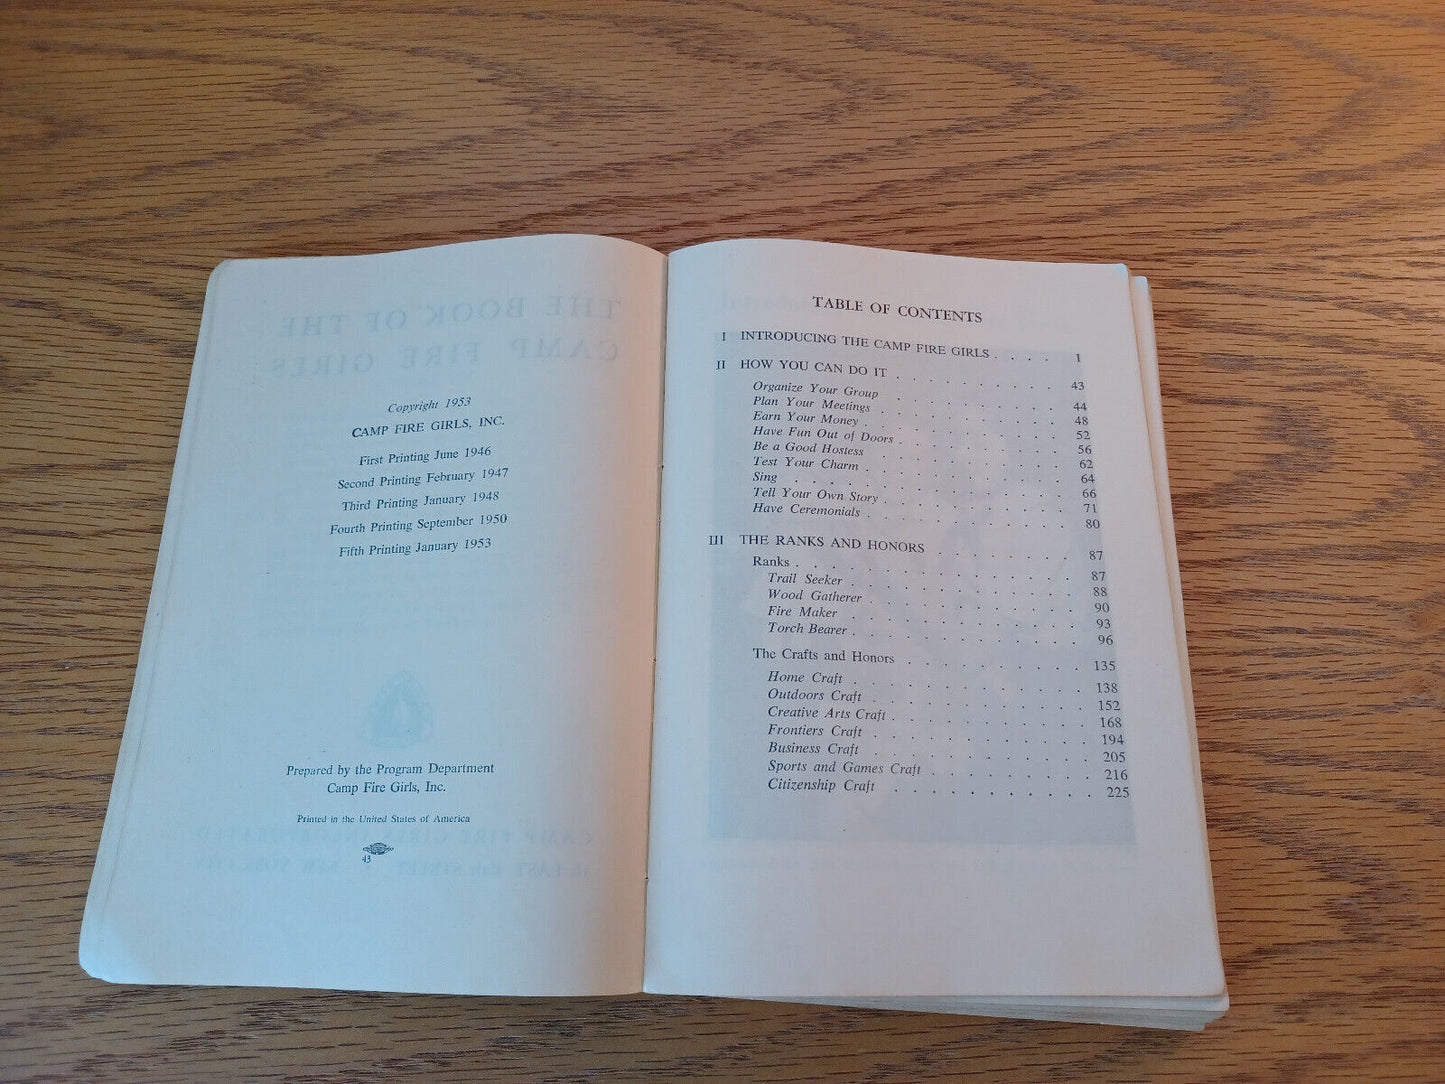 Copyright 1953
CAMP FIRE GIRLS, INC.
First Printing June 1946
Second Printing February 1947
Third Printing January 1948
Fourth Printing September 1950
Fifth Printing January 1953
Prepared by the Program Department
Camp Fire Girls, Inc.
Printed in the United States of America
43
TABLE OF CONTENTS
I INTRODUCING THE CAMP FIRE GIRLS . . . . 1
II HOW YOU CAN DO IT . . . . . . . . . 43
Organize Your Group . . . . . . . . . 44
Plan Your Meetings . . . . . . . . . 48
Earn Your Money . . . . . . . . . . 52
Have Fun Out of Doors . . . . . . . . 56
Be a Good Hostess . . . . . . . . . 62
Test Your Charm . . . . . . . . . . 64
Sing . . . . . . . . . . . . . 66
Tell Your Own Story . . . . . . . . . 71
Have Ceremonials . . . . . . . . . . 80
III THE RANKS AND HONORS . . . . . . . . 87
Ranks . . . . . . . . . . . . . 87
Trail Seeker . . . . . . . . . . . 88
Wood Gatherer . . . . . . . . . . 90
Fire Maker . . . . . . . . . . . 93
Torch Bearer . . . . . . . . . . . 96
The Crafts and Honors . . . . . . . . 135
Home Craft . . . . . . . . . . . 138
Outdoors Craft . . . . . . . . . . 152
Creative Arts Craft . . . . . . . . . 168
Frontiers Craft . . . . . . . . . . 194
Business Craft . . . . . . . . . . 205
Sports and Games Craft . . . . . . . . 216
Citizenship Craft . . . . . . . . . . 225